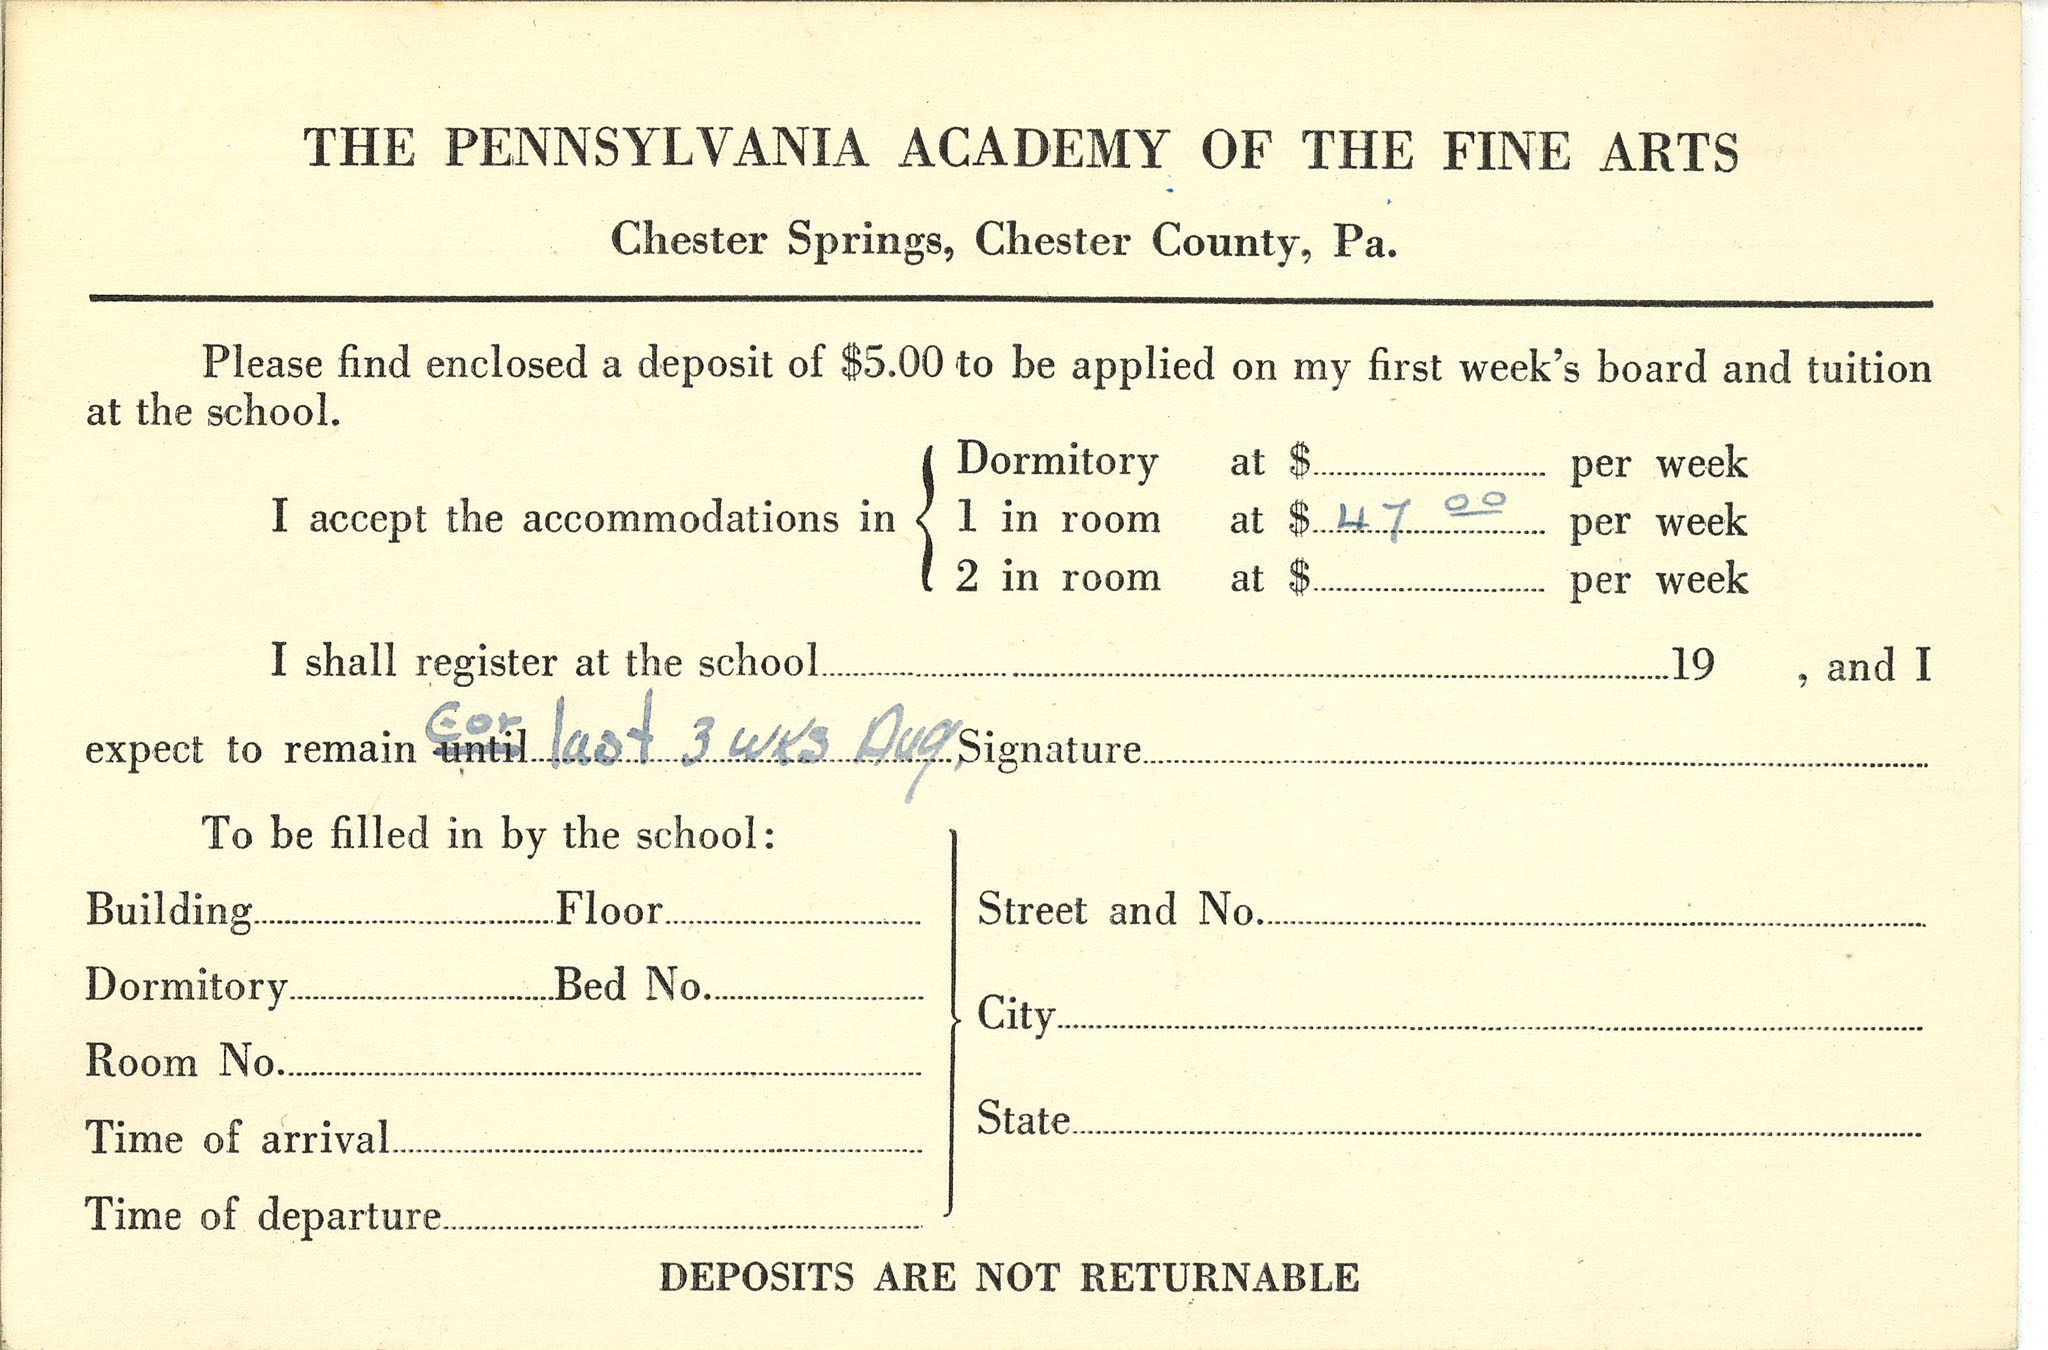 THE PENNSYLVANIA ACADEMY OF THE FINE ARTS
Chester Springs, Chester County, Pa.
Please find enclosed a deposit of $5.00 to be applied on my first week's board and tuition
at the school.
I accept the accommodations in
Dormitory at $ per week
1 in room at $ 47 00 per week
2 in room at $ per week
I shall register at the school 19 , and I
expect to remain until for last 3 wks Aug. Signature
To be filled in by the school:
Building Floor
Dormitory Bed No.
Room No.
Time of arrival
Time of departure
Street and No.
City
State
DEPOSITS ARE NOT RETURNABLE